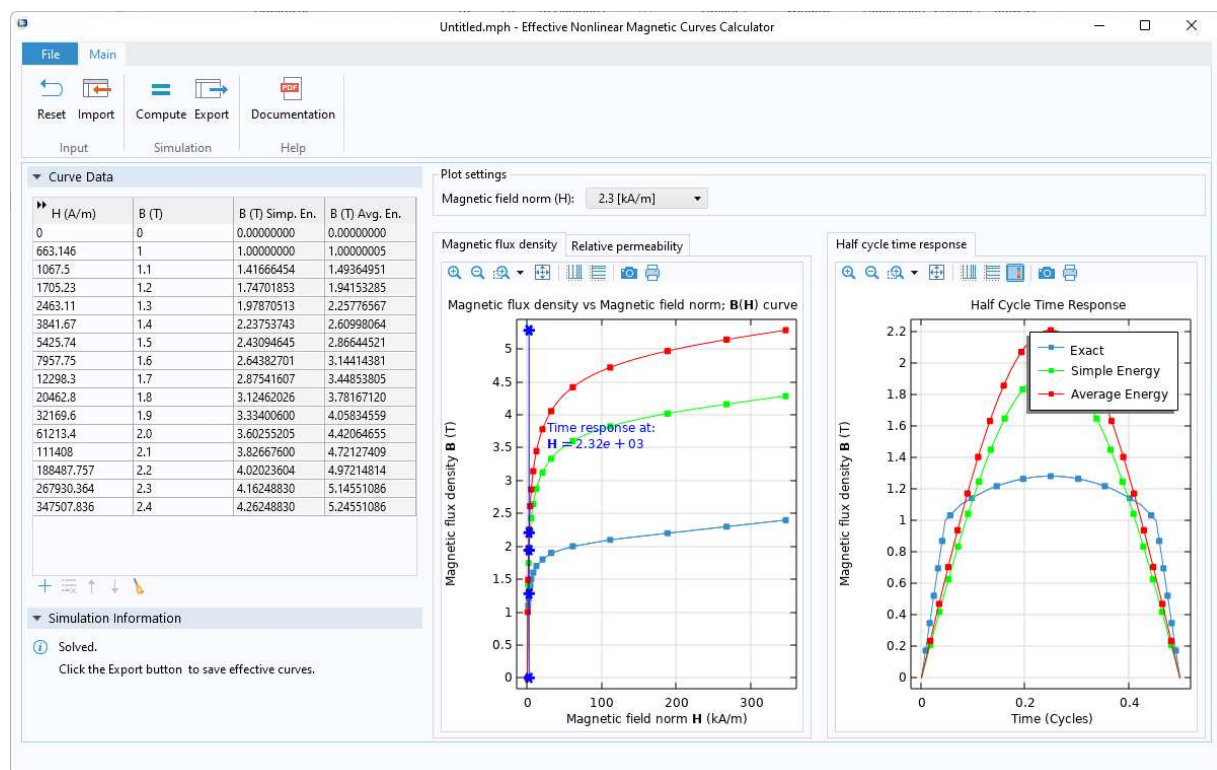 Untitled.mph - Effective Nonlinear Magnetic Curves Calculator
File Main
Reset Import Compute Export Documentation
Input Simulation Help
Curve Data
H (A/m) B (T) B (T) Simp. En. B (T) Avg. En.
0 0 0.00000000 0.00000000
663.146 1 1.00000000 1.00000005
1067.5 1.1 1.41666454 1.49364951
1705.23 1.2 1.74701853 1.94153285
2463.11 1.3 1.97870513 2.25776567
3841.67 1.4 2.23753743 2.60998064
5425.74 1.5 2.43094645 2.86644521
7957.75 1.6 2.64382701 3.14414381
12298.3 1.7 2.87541607 3.44853805
20462.8 1.8 3.12462026 3.78167120
32169.6 1.9 3.33400600 4.05834559
61213.4 2.0 3.60255205 4.42064655
111408 2.1 3.82667600 4.72127409
188487.757 2.2 4.02023604 4.97214814
267930.364 2.3 4.16248830 5.14551086
347507.836 2.4 4.26248830 5.24551086
Simulation Information
Solved.
Click the Export button to save effective curves.
Plot settings
Magnetic field norm (H): 2.3 [kA/m]
Magnetic flux density Relative permeability
Magnetic flux density vs Magnetic field norm; B(H) curve
Magnetic flux density B (T)
5
4.5
4
3.5
3
2.5
2
1.5
1
0.5
0
Time response at:
H = 2.32e + 03
0 100 200 300
Magnetic field norm H (kA/m)
Half cycle time response
PDF
Half Cycle Time Response
Magnetic flux density B (T)
2.2
2
1.8
1.6
1.4
1.2
1
0.8
0.6
0.4
0.2
0
Exact
Simple Energy
Average Energy
0 0.2 0.4
Time (Cycles)